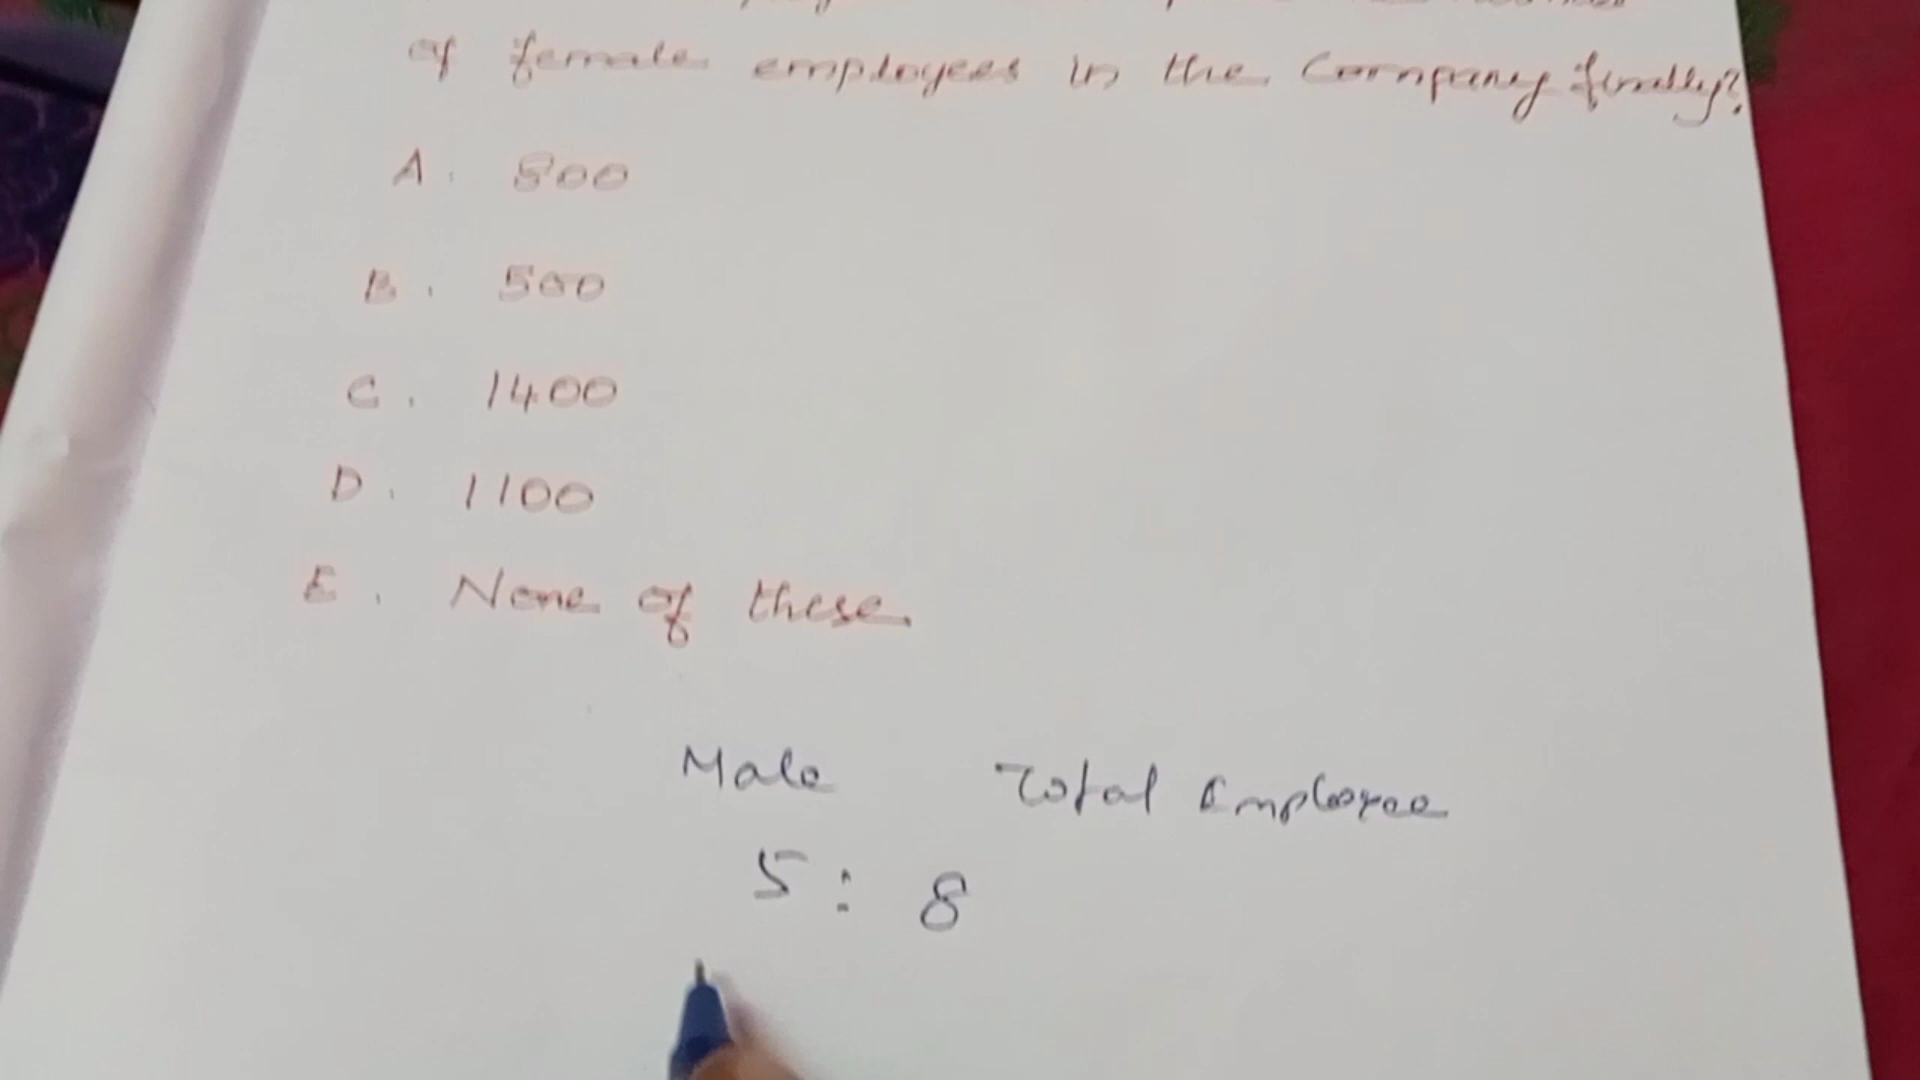 of female employees in the Company finally?
A. 800
B. 500
C. 1400
D. 1100
E. None of these.
Male Total Employee
5 : 8